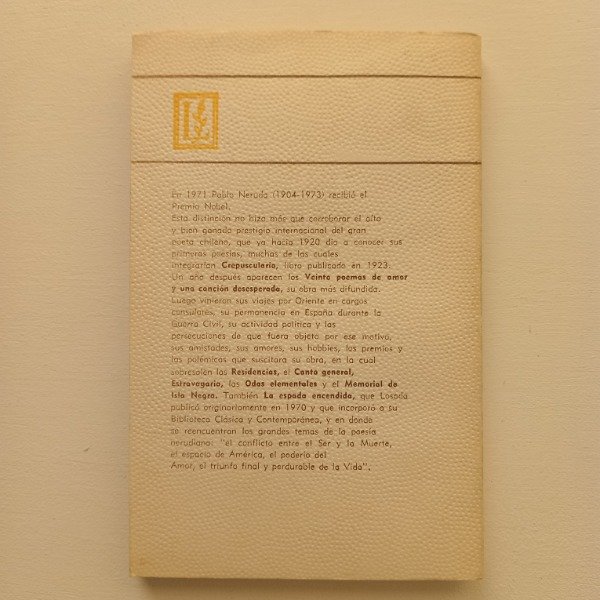 En 1971 Pablo Neruda (1904-1973) recibió el
Premio Nobel.
Esta distinción no hizo más que corroborar el alto
y bien ganado prestigio internacional del gran
poeta chileno, que ya hacia 1920 dio a conocer sus
primeras poesías, muchas de las cuales
integrarían Crepusculario, libro publicado en 1923.
Un año después aparecen los Veinte poemas de amor
y una canción desesperada, su obra más difundida.
Luego vinieron sus viajes por Oriente en cargos
consulares, su permanencia en España durante la
Guerra Civil, su actividad política y las
persecuciones de que fuera objeto por ese motivo,
sus amistades, sus amores, sus hobbies, los premios y
las polémicas que suscitara su obra, en la cual
sobresalen las Residencias, el Canto general,
Estravagario, las Odas elementales y el Memorial de
Isla Negra. También La espada encendida, que Losada
publicó originariamente en 1970 y que incorporó a su
Biblioteca Clásica y Contemporánea, y en donde
se reencuentran los grandes temas de la poesía
nerudiana: "el conflicto entre el Ser y la Muerte,
el espacio de América, el poderío del
Amor, el triunfo final y perdurable de la Vida".